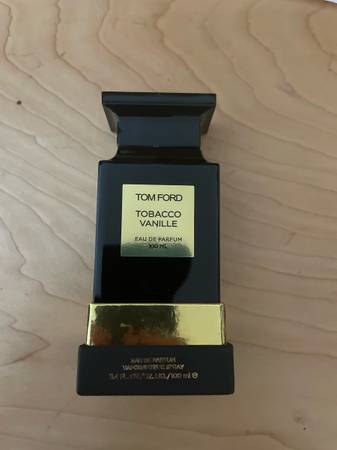 TOM FORD
TOBACCO
VANILLE
EAU DE PARFUM
100 ML
EAU DE PARFUM
VAPORISATEUR SPRAY
3.4 FL.OZ./OZ. LIQ./100 ml ℮